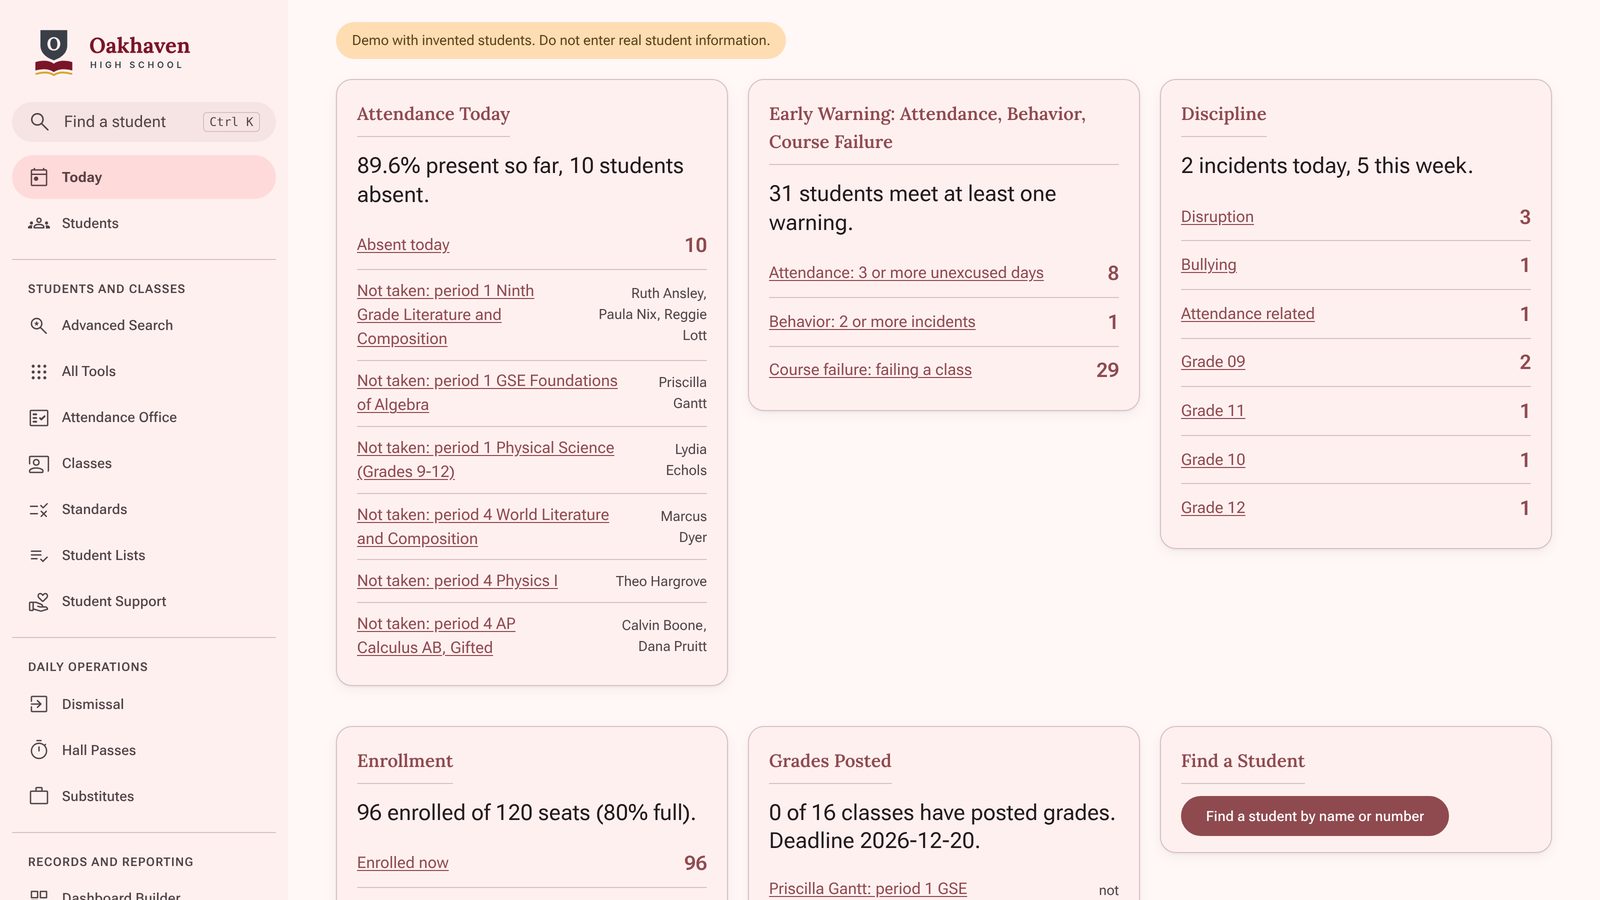 O
Oakhaven
HIGH SCHOOL
Find a student
Ctrl K
Today
Students
STUDENTS AND CLASSES
Advanced Search
All Tools
Attendance Office
Classes
Standards
Student Lists
Student Support
DAILY OPERATIONS
Dismissal
Hall Passes
Substitutes
RECORDS AND REPORTING
Dashboard Builder
Demo with invented students. Do not enter real student information.
Attendance Today
89.6% present so far, 10 students
absent.
Absent today
10
Not taken: period 1 Ninth
Grade Literature and
Composition
Ruth Ansley,
Paula Nix, Reggie
Lott
Not taken: period 1 GSE Foundations
of Algebra
Priscilla
Gantt
Not taken: period 1 Physical Science
(Grades 9-12)
Lydia
Echols
Not taken: period 4 World Literature
and Composition
Marcus
Dyer
Not taken: period 4 Physics I
Theo Hargrove
Not taken: period 4 AP
Calculus AB, Gifted
Calvin Boone,
Dana Pruitt
Early Warning: Attendance, Behavior,
Course Failure
31 students meet at least one
warning.
Attendance: 3 or more unexcused days
8
Behavior: 2 or more incidents
1
Course failure: failing a class
29
Discipline
2 incidents today, 5 this week.
Disruption
3
Bullying
1
Attendance related
1
Grade 09
2
Grade 11
1
Grade 10
1
Grade 12
1
Enrollment
96 enrolled of 120 seats (80% full).
Enrolled now
96
Grades Posted
0 of 16 classes have posted grades.
Deadline 2026-12-20.
Priscilla Gantt: period 1 GSE
not
Find a Student
Find a student by name or number